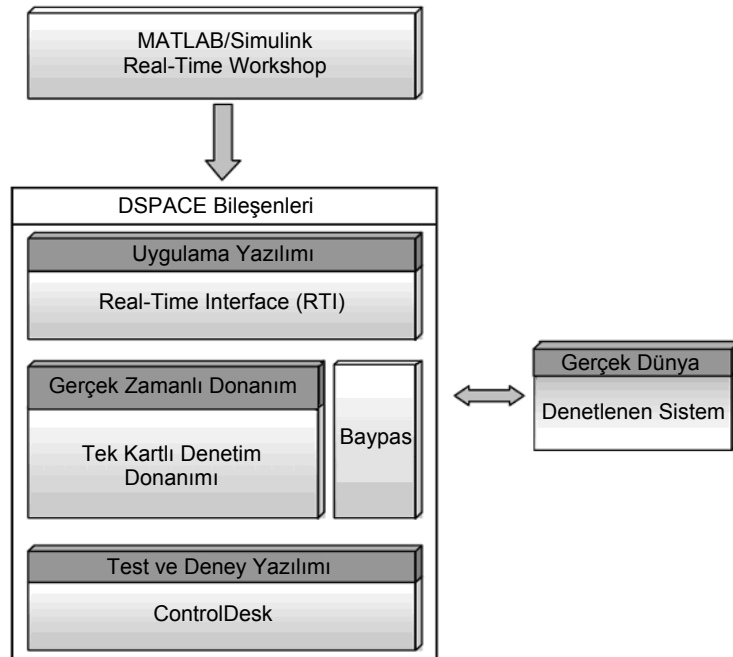 MATLAB/Simulink
Real-Time Workshop
DSPACE Bileşenleri
Uygulama Yazılımı
Real-Time Interface (RTI)
Gerçek Zamanlı Donanım
Tek Kartlı Denetim
Donanımı
Baypas
Gerçek Dünya
Denetlenen Sistem
Test ve Deney Yazılımı
ControlDesk